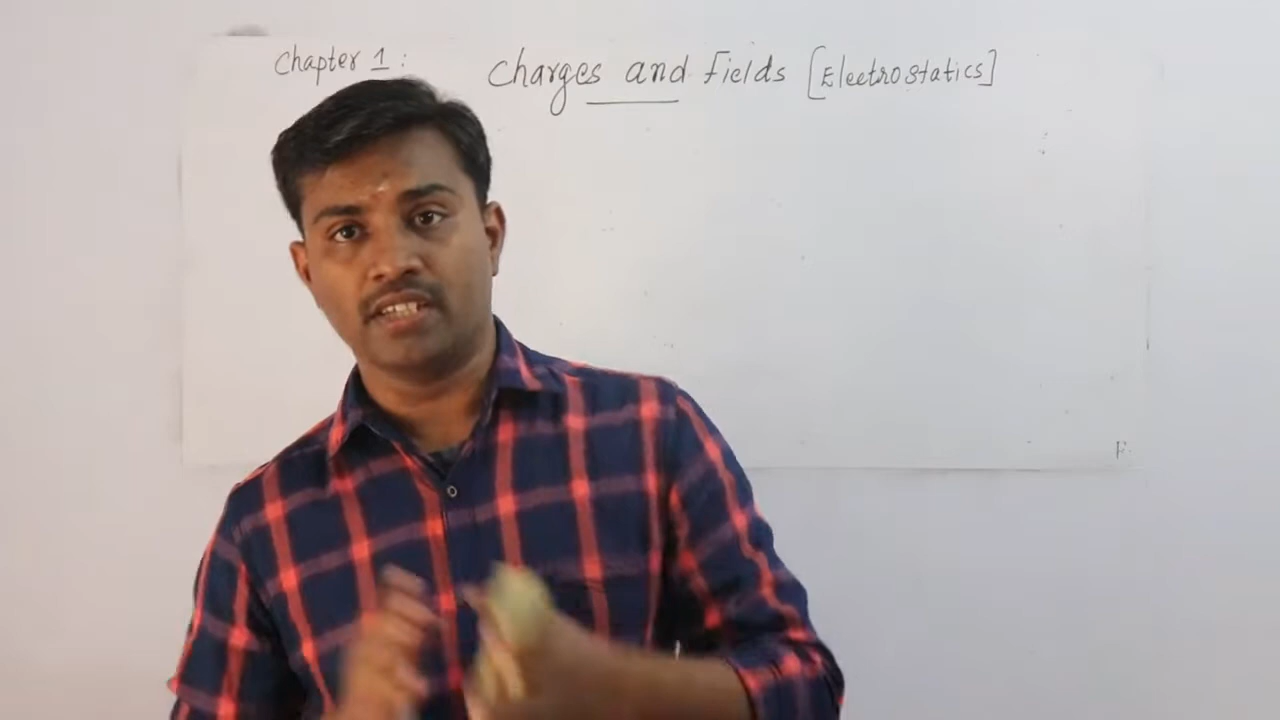 Chapter 1 :
Charges and Fields [Electrostatics]